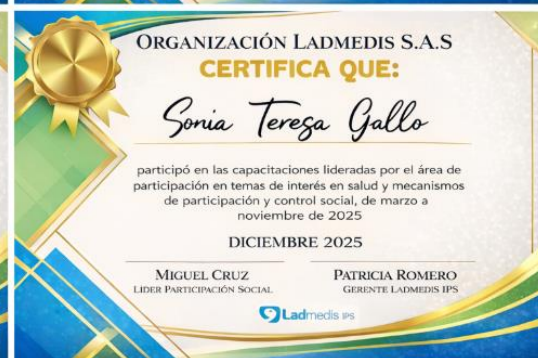 ORGANIZACIÓN LADMEDIS S.A.S
CERTIFICA QUE:
Sonia Teresa Gallo
participó en las capacitaciones lideradas por el área de
participación en temas de interés en salud y mecanismos
de participación y control social, de marzo a
noviembre de 2025
DICIEMBRE 2025
MIGUEL CRUZ
LIDER PARTICIPACIÓN SOCIAL
PATRICIA ROMERO
GERENTE LADMEDIS IPS
Ladmedis IPS